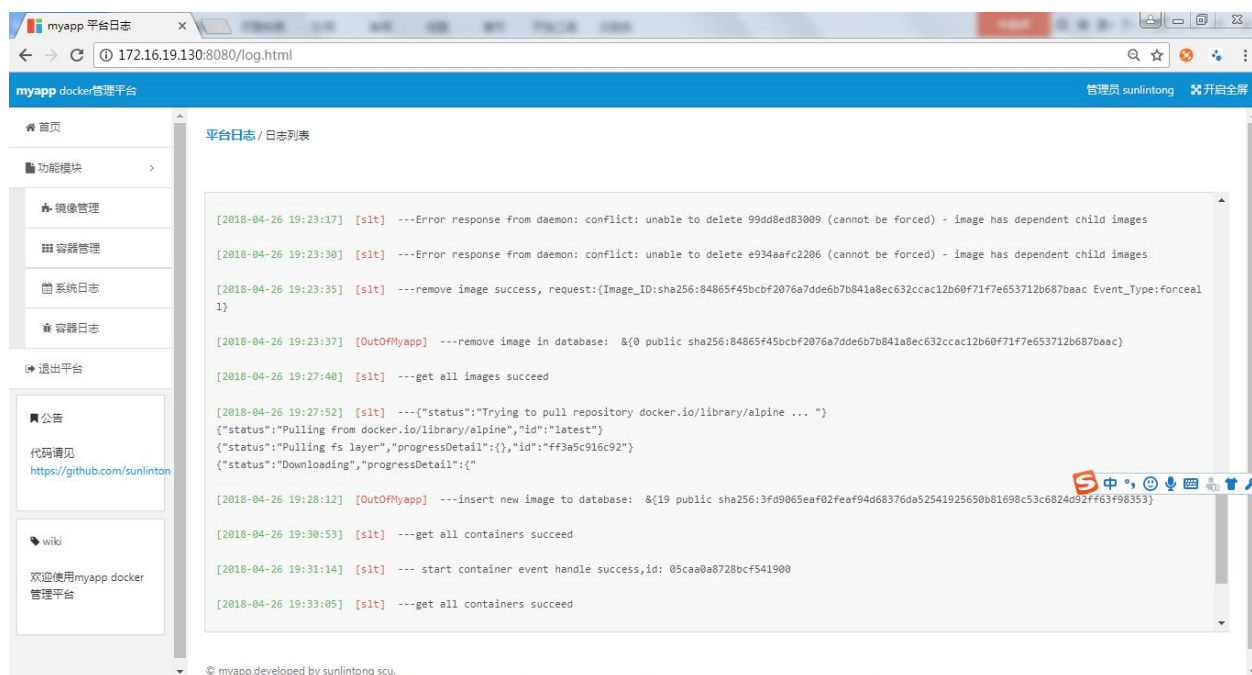 myapp 平台日志
172.16.19.130:8080/log.html
myapp docker管理平台
管理员 sunlintong 开启全屏
首页
功能模块
镜像管理
容器管理
系统日志
容器日志
退出平台
公告
代码请见
https://github.com/sunlinton
wiki
欢迎使用myapp docker
管理平台
平台日志 / 日志列表
[2018-04-26 19:23:17] [slt] ---Error response from daemon: conflict: unable to delete 99dd8ed83009 (cannot be forced) - image has dependent child images
[2018-04-26 19:23:30] [slt] ---Error response from daemon: conflict: unable to delete e934aafc2206 (cannot be forced) - image has dependent child images
[2018-04-26 19:23:35] [slt] ---remove image success, request:{Image_ID:sha256:84865f45bcbf2076a7dde6b7b841a8ec632ccac12b60f71f7e653712b687baac Event_Type:forceal
l}
[2018-04-26 19:23:37] [OutOfMyapp] ---remove image in database: &{0 public sha256:84865f45bcbf2076a7dde6b7b841a8ec632ccac12b60f71f7e653712b687baac}
[2018-04-26 19:27:40] [slt] ---get all images succeed
[2018-04-26 19:27:52] [slt] ---{"status":"Trying to pull repository docker.io/library/alpine ... "}
{"status":"Pulling from docker.io/library/alpine","id":"latest"}
{"status":"Pulling fs layer","progressDetail":{},"id":"ff3a5c916c92"}
{"status":"Downloading","progressDetail":{"
[2018-04-26 19:28:12] [OutOfMyapp] ---insert new image to database: &{19 public sha256:3fd9065eaf02feaf94d68376da52541925650b81698c53c6824d92ff63f98353}
[2018-04-26 19:30:53] [slt] ---get all containers succeed
[2018-04-26 19:31:14] [slt] --- start container event handle success,id: 05caa0a8728bcf541900
[2018-04-26 19:33:05] [slt] ---get all containers succeed
中
© myapp.developed by sunlintong scu.